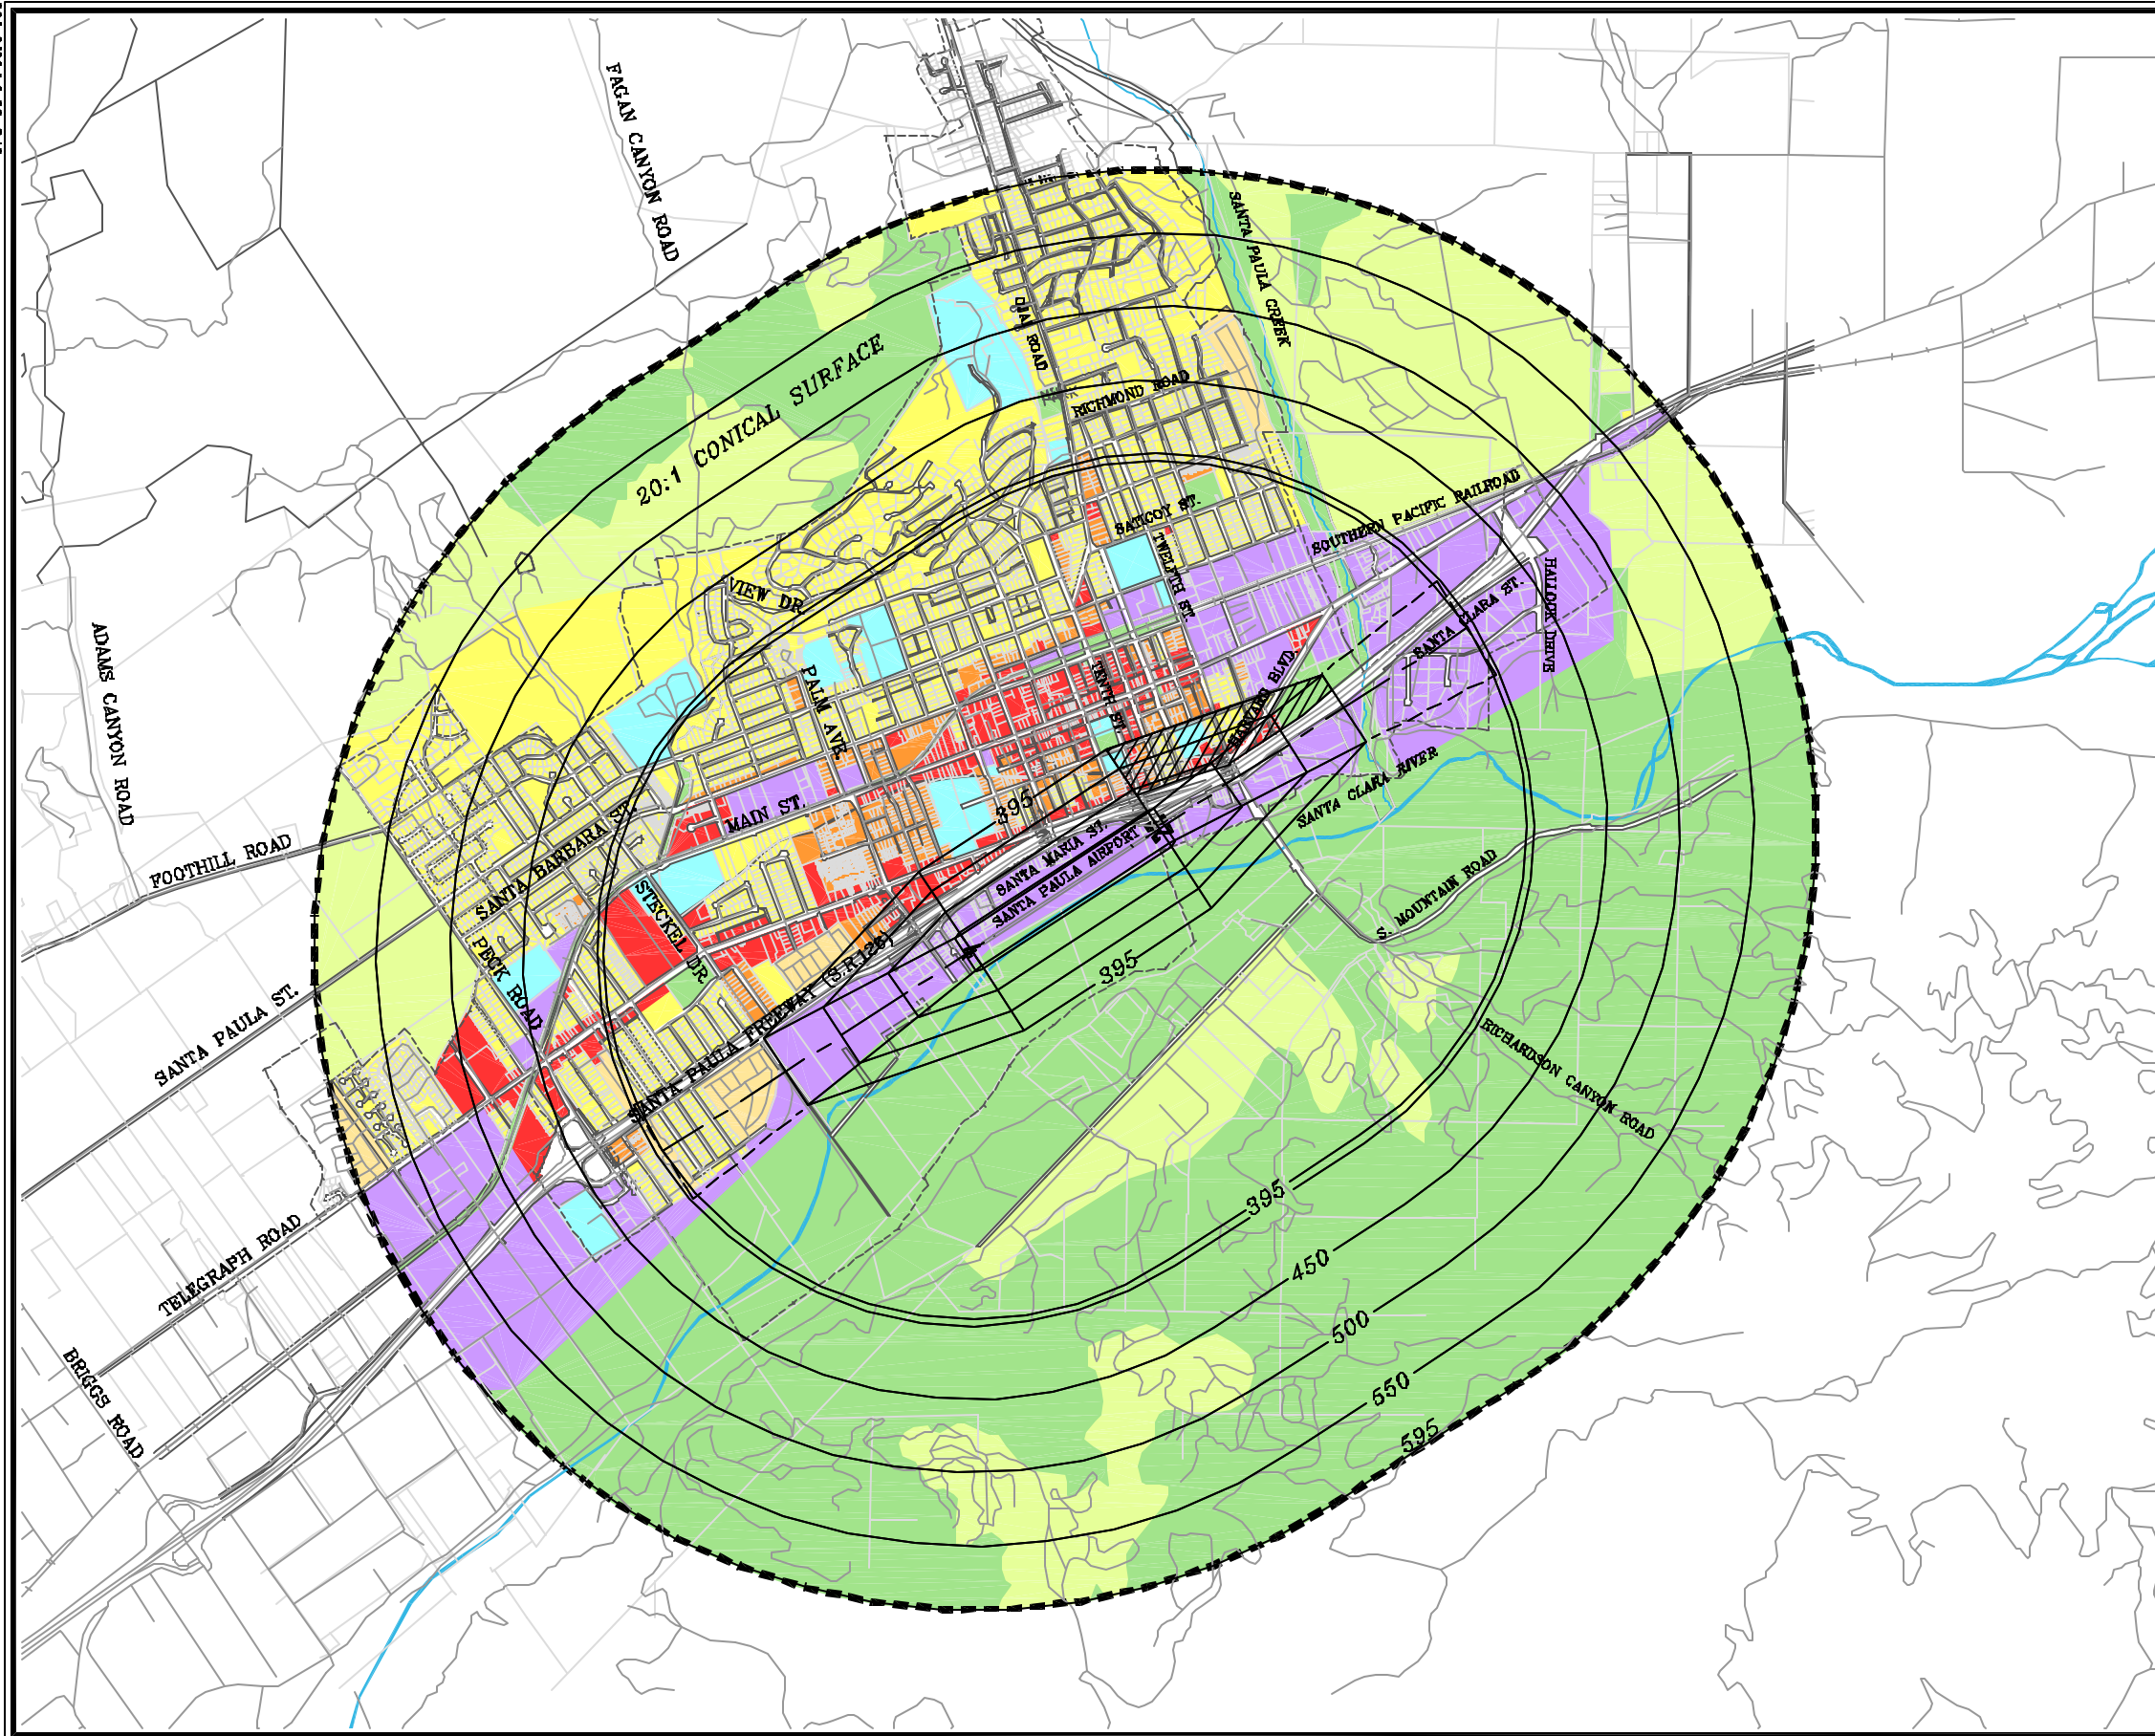 FAGAN CANYON ROAD
SANTA PAULA CREEK
OJAI ROAD
20:1 CONICAL SURFACE
RICHMOND ROAD
SATICOY ST.
TWELFTH ST.
SOUTHERN PACIFIC RAILROAD
VIEW DR.
HALLOCK DRIVE
SANTA CLARA ST.
ADAMS CANYON ROAD
PALM AVE.
TENTH ST.
HARVARD BLVD.
MAIN ST.
395
SANTA CLARA RIVER
SANTA MARIA ST.
SANTA PAULA AIRPORT
FOOTHILL ROAD
SANTA BARBARA ST.
STECKEL DR.
S. MOUNTAIN ROAD
PECK ROAD
395
SANTA PAULA FREEWAY (S.R.126)
SANTA PAULA ST.
RICHARDSON CANYON ROAD
TELEGRAPH ROAD
395
450
500
550
595
BRIGGS ROAD